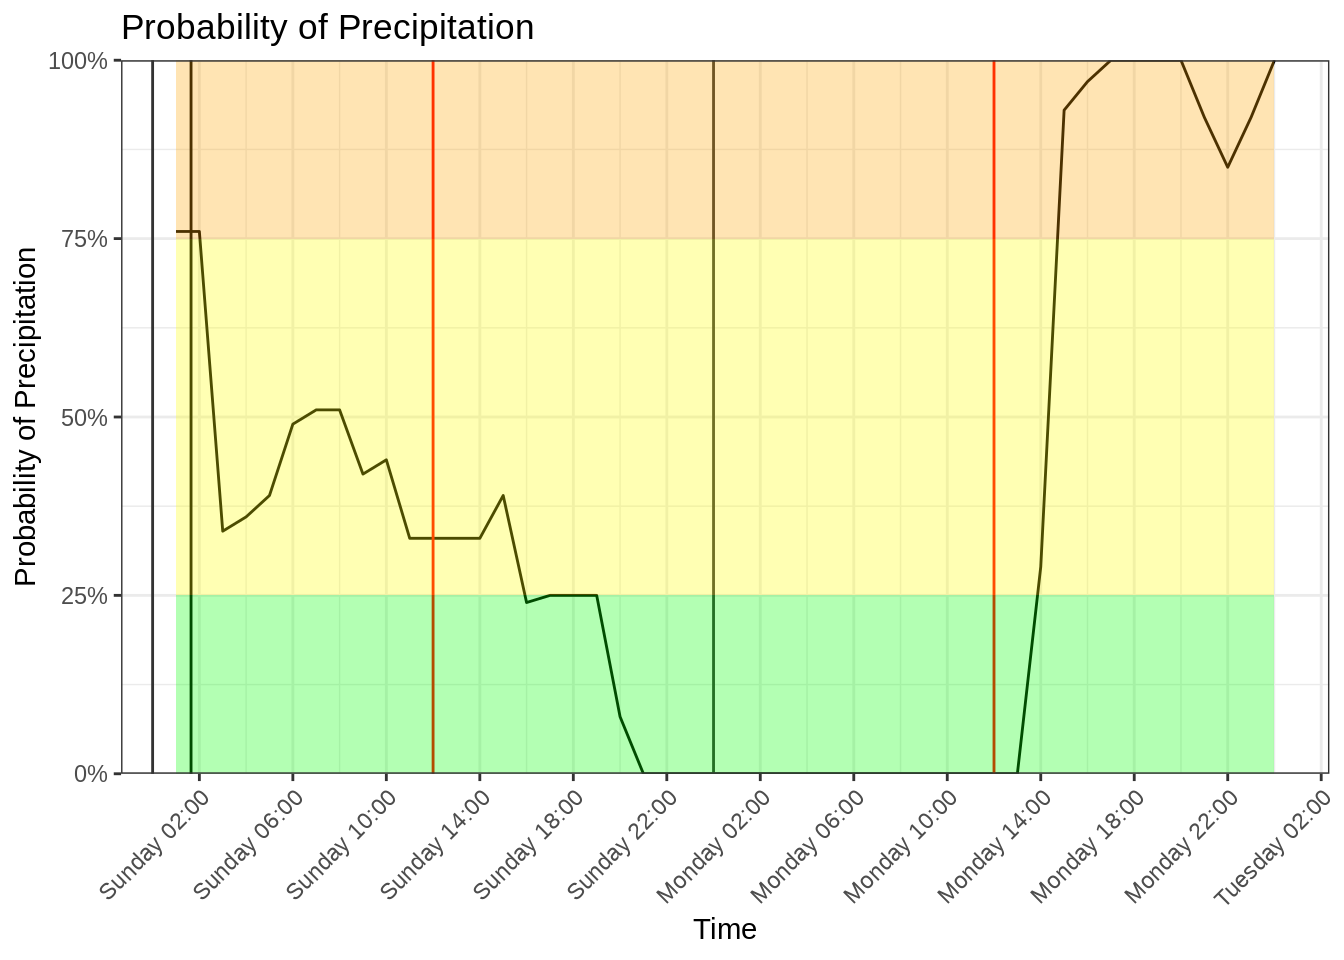 Probability of Precipitation
Probability of Precipitation
100%
75%
50%
25%
0%
Sunday 02:00
Sunday 06:00
Sunday 10:00
Sunday 14:00
Sunday 18:00
Sunday 22:00
Monday 02:00
Monday 06:00
Monday 10:00
Monday 14:00
Monday 18:00
Monday 22:00
Tuesday 02:00
Time